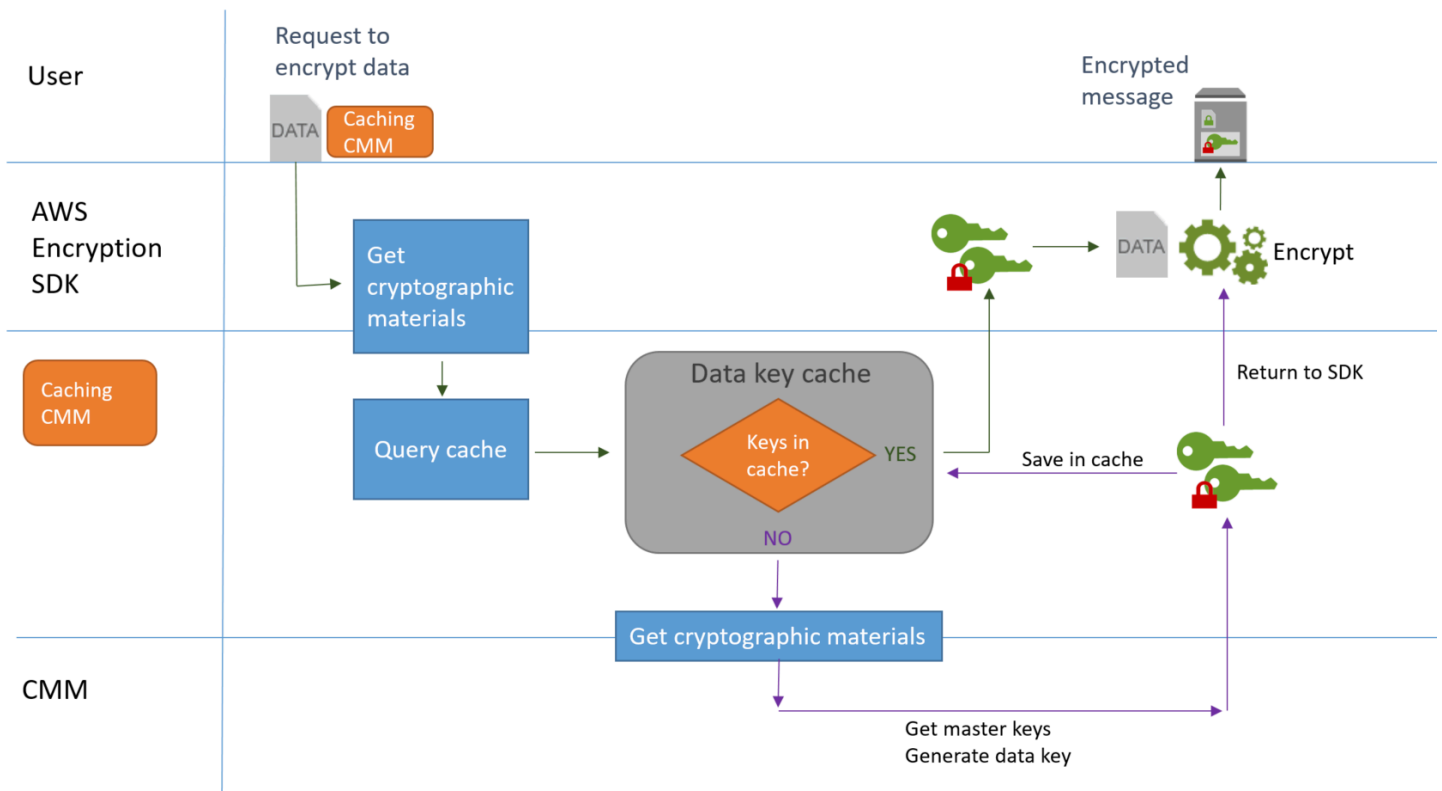 User
Request to
encrypt data
DATA
Caching
CMM
Encrypted
message
AWS
Encryption
SDK
Get
cryptographic
materials
DATA
Encrypt
Caching
CMM
Query cache
Data key cache
Keys in
cache?
YES
NO
Save in cache
Return to SDK
Get cryptographic materials
CMM
Get master keys
Generate data key